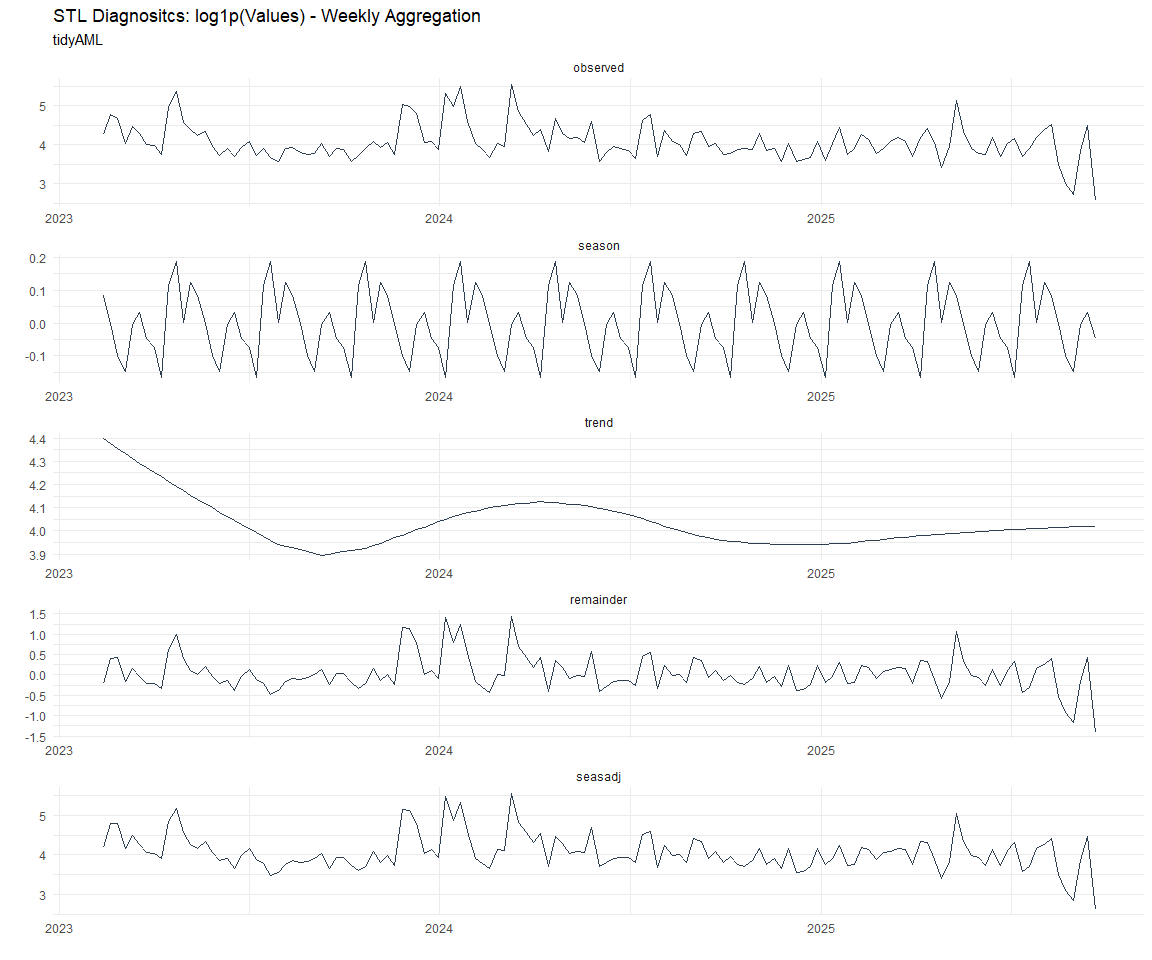 STL Diagnositcs: log1p(Values) - Weekly Aggregation
tidyAML
observed
5
4
3
2023 2024 2025
season
0.2
0.1
0.0
-0.1
2023 2024 2025
trend
4.4
4.3
4.2
4.1
4.0
3.9
2023 2024 2025
remainder
1.5
1.0
0.5
0.0
-0.5
-1.0
-1.5
2023 2024 2025
seasadj
5
4
3
2023 2024 2025